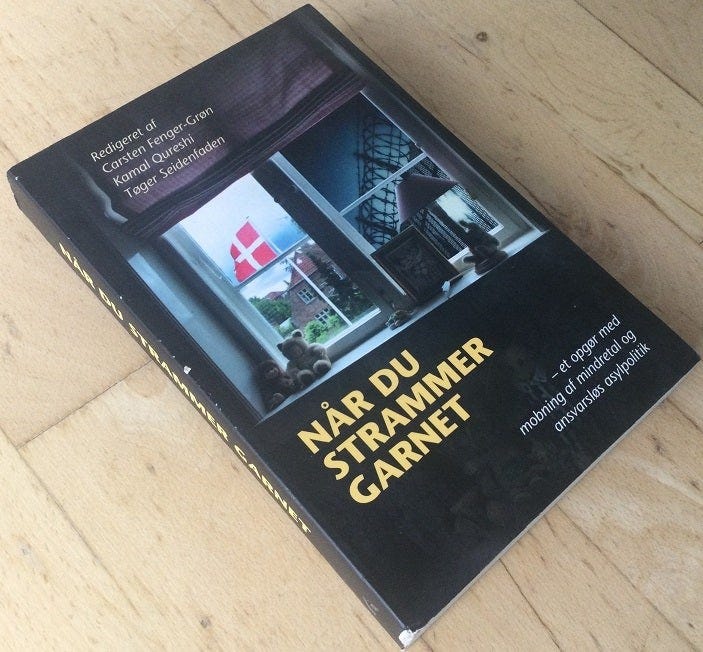 Redigeret af
Carsten Fenger-Grøn
Kamal Qureshi
Tøger Seidenfaden
NÅR DU
STRAMMER
GARNET
– et opgør med
mobning af mindretal og
ansvarsløs asylpolitik
NÅR DU STRAMMER GARNET